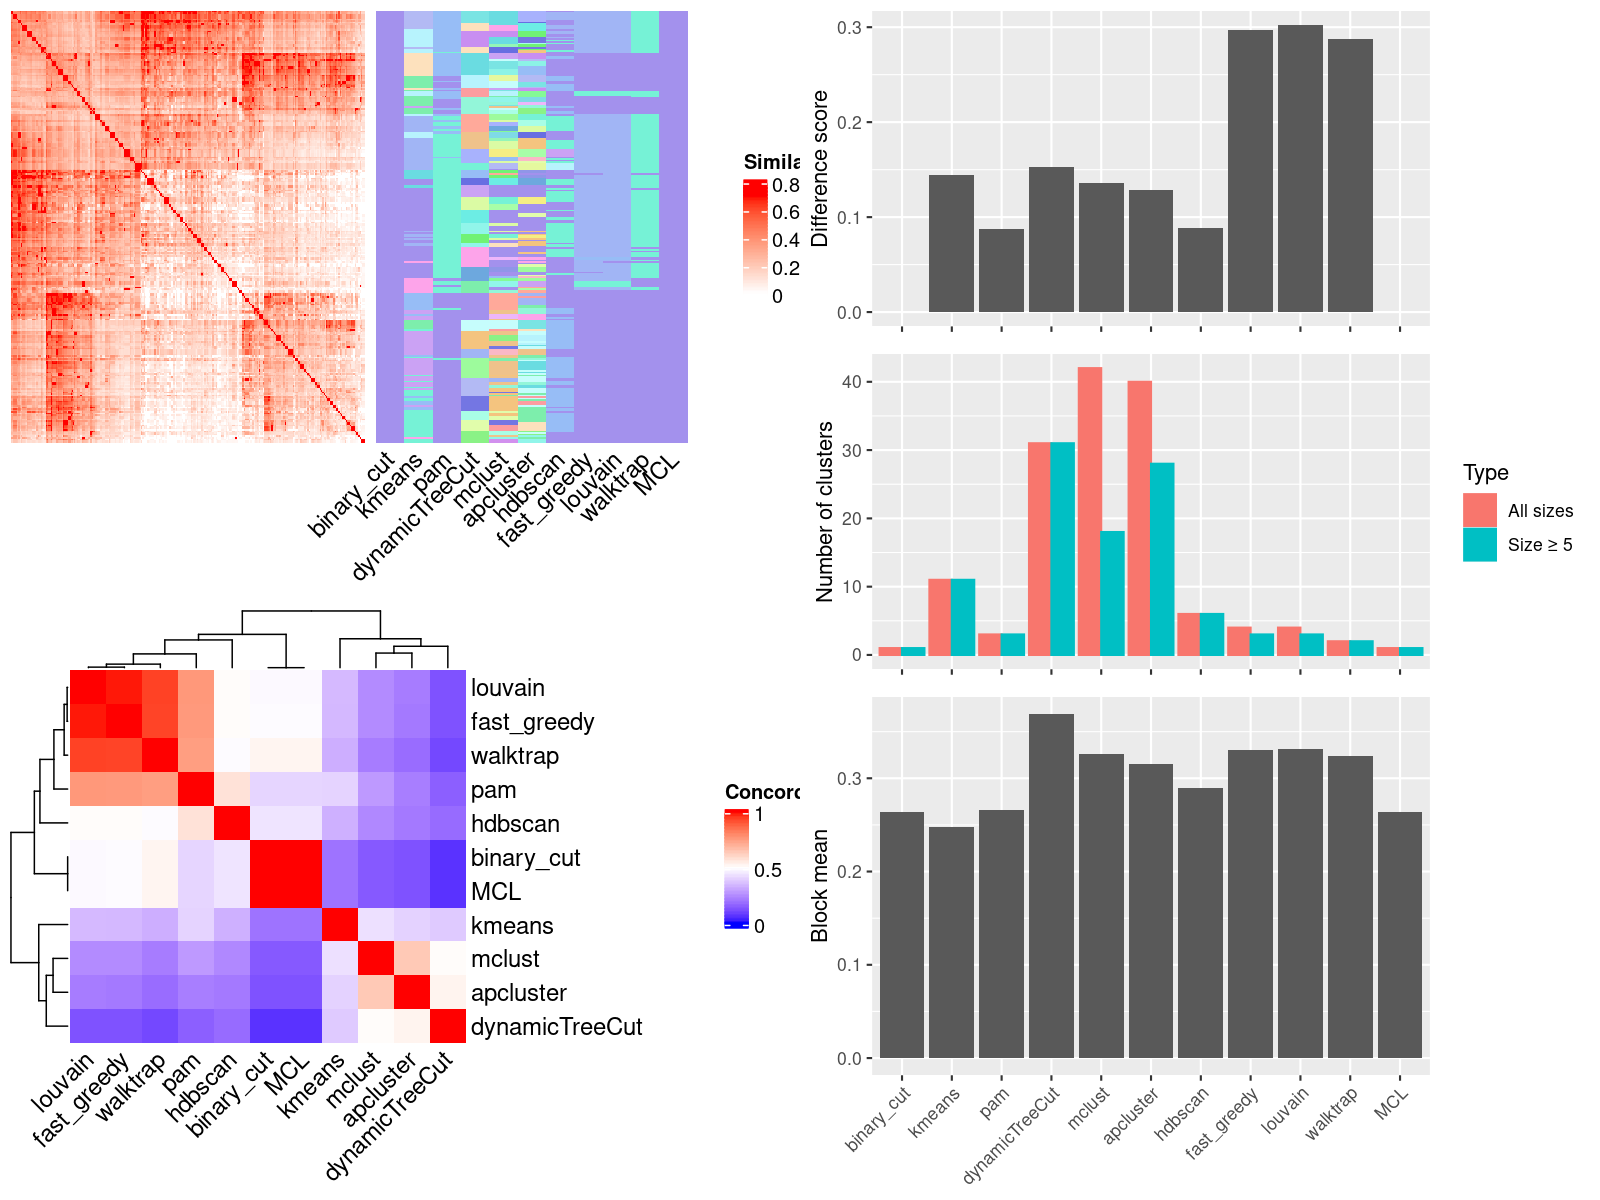 Simila
0.8
0.6
0.4
0.2
0
binary_cut
kmeans
pam
dynamicTreeCut
mclust
apcluster
hdbscan
fast_greedy
louvain
walktrap
MCL
louvain
fast_greedy
walktrap
pam
hdbscan
binary_cut
MCL
kmeans
mclust
apcluster
dynamicTreeCut
louvain
fast_greedy
walktrap
pam
hdbscan
binary_cut
MCL
kmeans
mclust
apcluster
dynamicTreeCut
Concord
1
0.5
0
Difference score
0.3
0.2
0.1
0.0
Number of clusters
40
30
20
10
0
Type
All sizes
Size ≥ 5
Block mean
0.3
0.2
0.1
0.0
binary_cut
kmeans
pam
dynamicTreeCut
mclust
apcluster
hdbscan
fast_greedy
louvain
walktrap
MCL